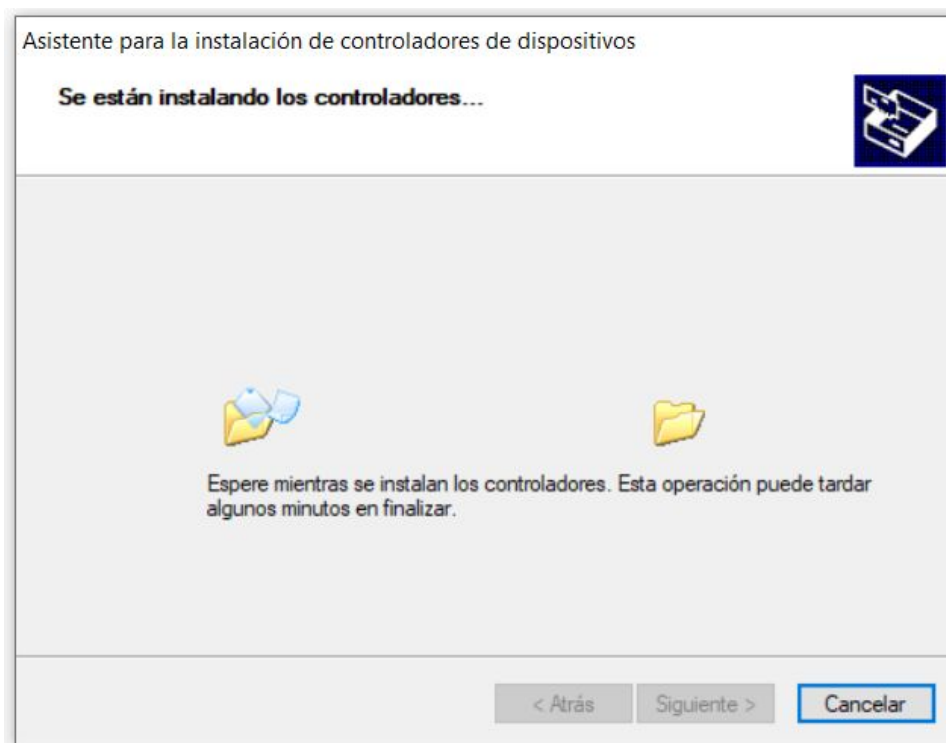 Asistente para la instalación de controladores de dispositivos
Se están instalando los controladores...
Espere mientras se instalan los controladores. Esta operación puede tardar
algunos minutos en finalizar.
< Atrás
Siguiente >
Cancelar